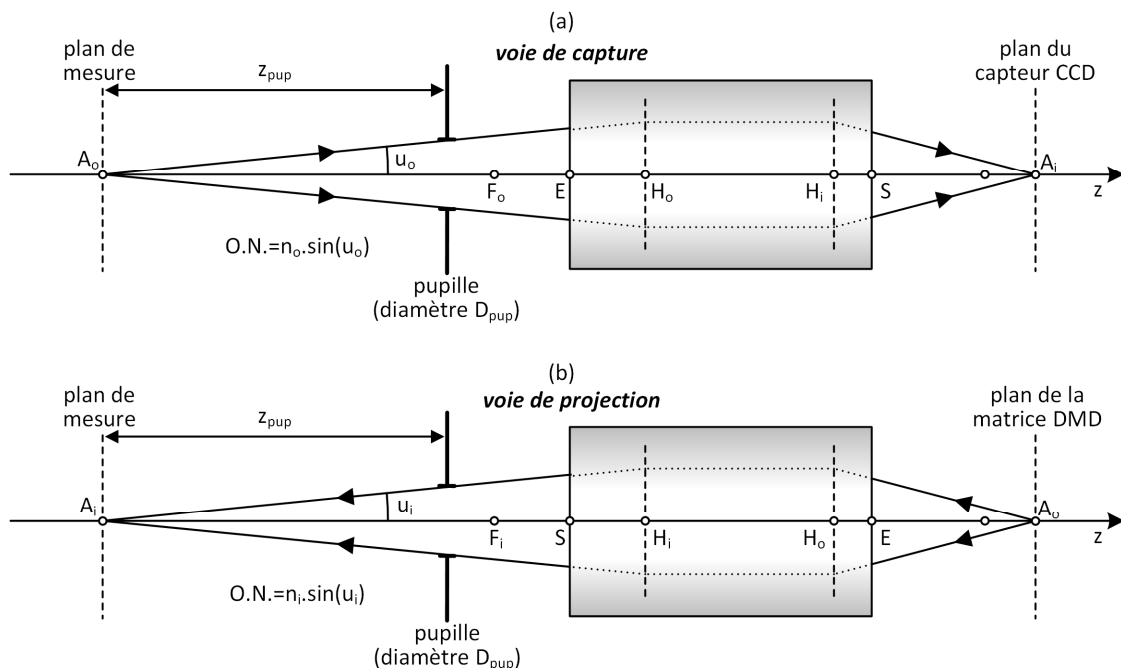 (a)
voie de capture
plan de
mesure
z_pup
plan du
capteur CCD
A_o
u_o
F_o
E
H_o
H_i
S
A_i
z
O.N.=n_o.sin(u_o)
pupille
(diamètre D_pup)
(b)
voie de projection
plan de
mesure
z_pup
plan de la
matrice DMD
A_i
u_i
F_i
S
H_i
H_o
E
A_o
z
O.N.=n_i.sin(u_i)
pupille
(diamètre D_pup)